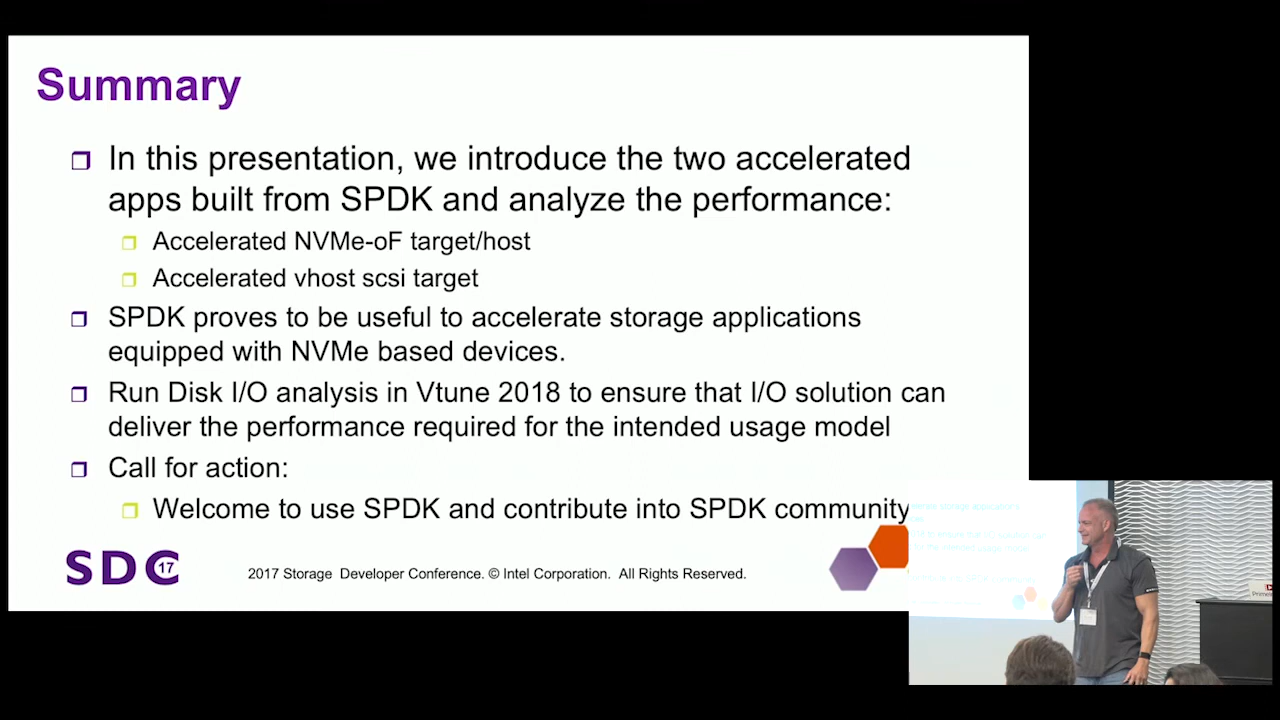 Summary
In this presentation, we introduce the two accelerated
apps built from SPDK and analyze the performance:
Accelerated NVMe-oF target/host
Accelerated vhost scsi target
SPDK proves to be useful to accelerate storage applications
equipped with NVMe based devices.
Run Disk I/O analysis in Vtune 2018 to ensure that I/O solution can
deliver the performance required for the intended usage model
Call for action:
Welcome to use SPDK and contribute into SPDK community
SDC 17
2017 Storage Developer Conference. © Intel Corporation. All Rights Reserved.